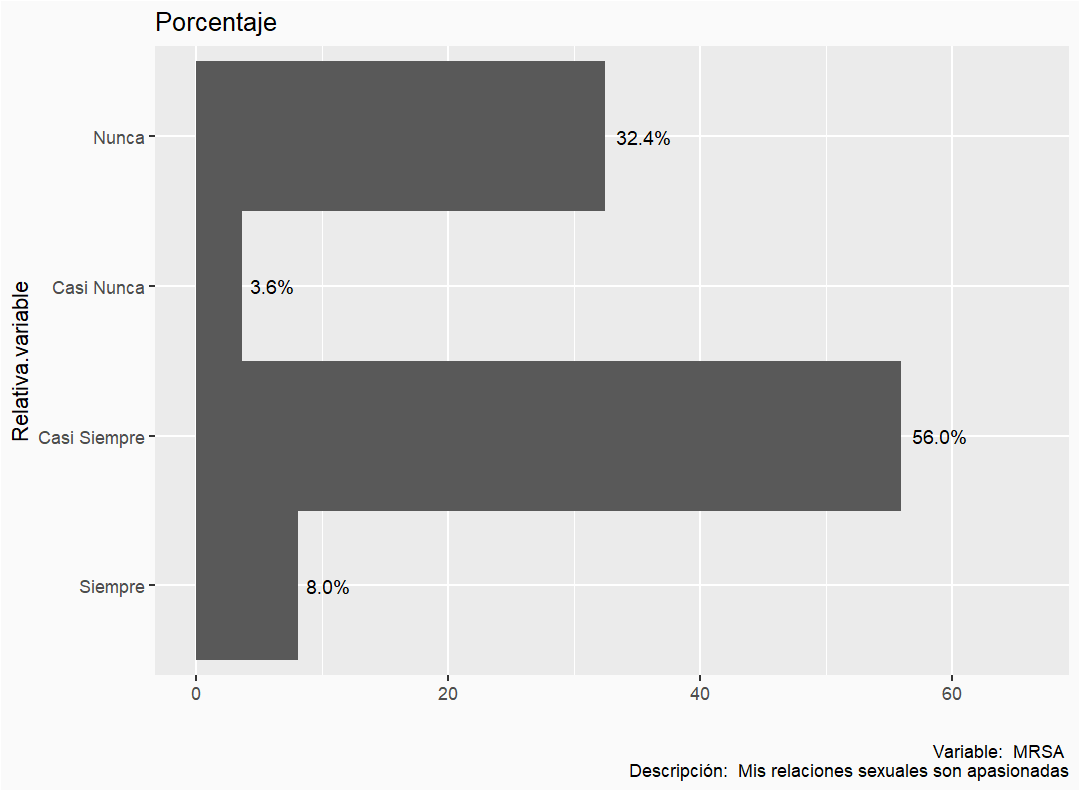 Porcentaje
Relativa.variable
Nunca
32.4%
Casi Nunca
3.6%
Casi Siempre
56.0%
Siempre
8.0%
0 20 40 60
Variable:  MRSA
Descripción:  Mis relaciones sexuales son apasionadas